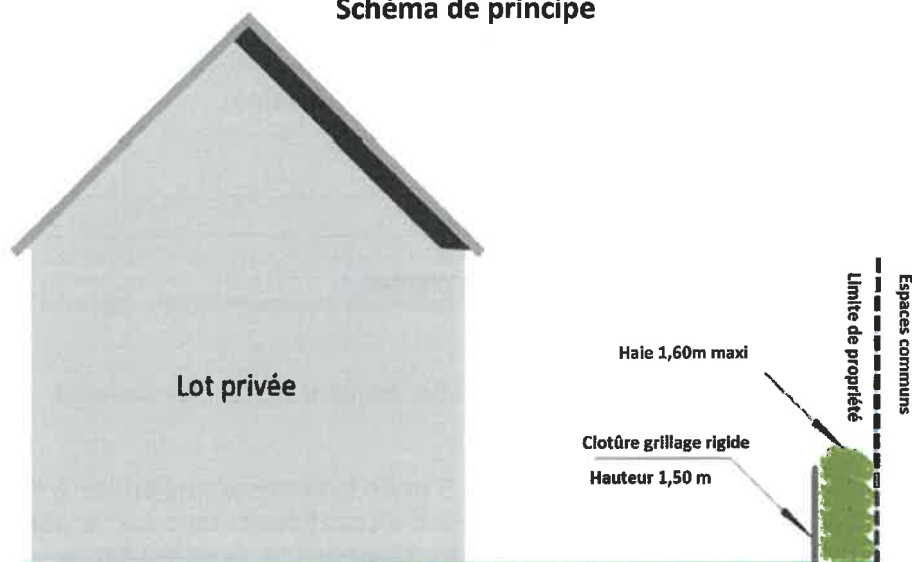 Schéma de principe
Lot privée
Haie 1,60m maxi
Clotûre grillage rigide
Hauteur 1,50 m
Limite de propriété
Espaces communs